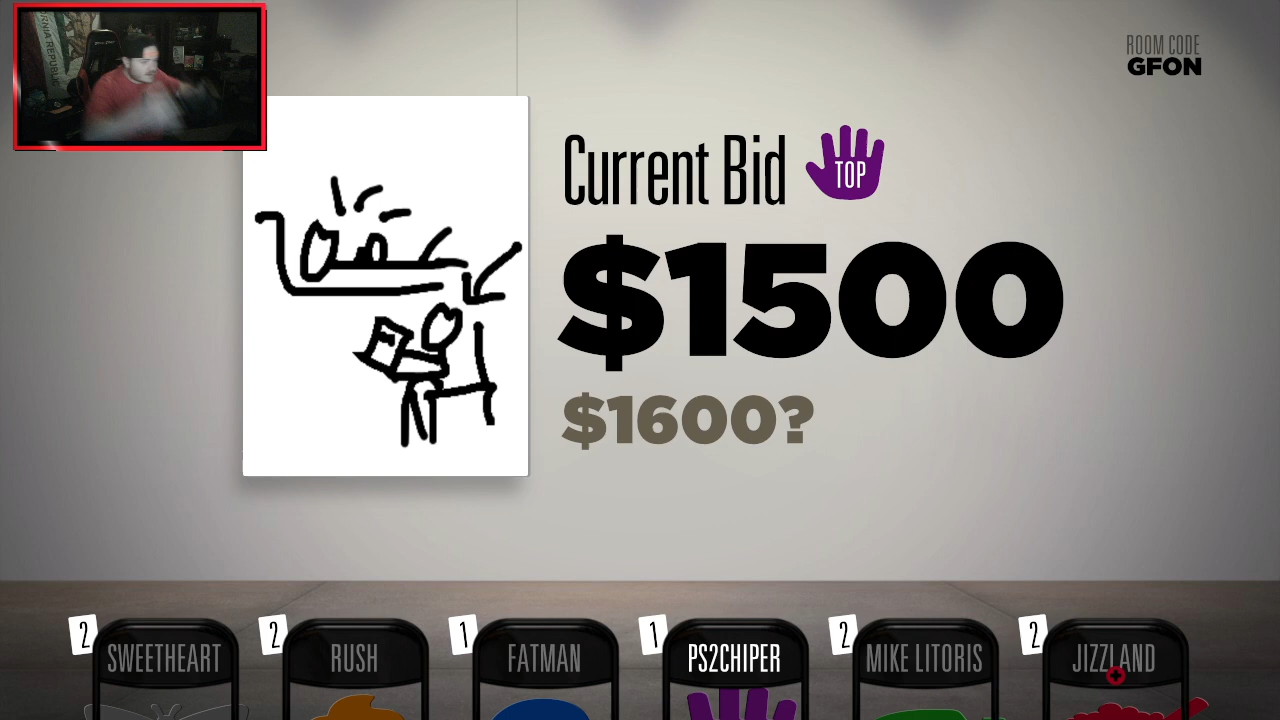 ROOM CODE
GFON
Current Bid
TOP
$1500
$1600?
2 SWEETHEART
2 RUSH
1 FATMAN
1 PS2CHIPER
2 MIKE LITORIS
2 JIZZLAND